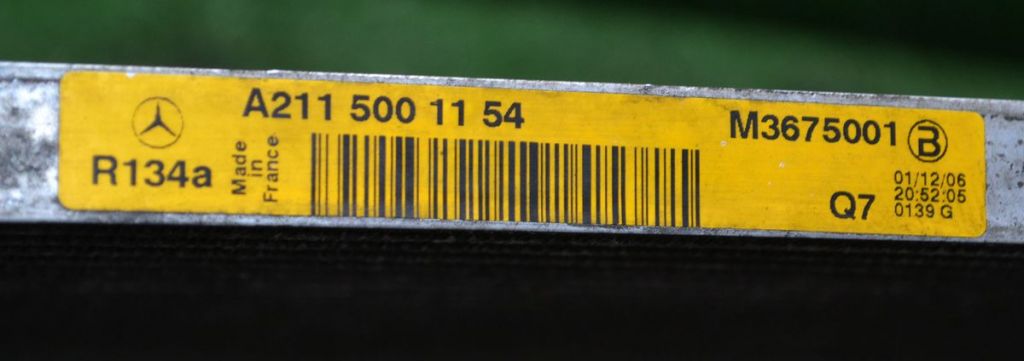 A211 500 11 54
R134a
Made
in
France
M3675001 B
Q7
01/12/06
20:52:05
0139 G